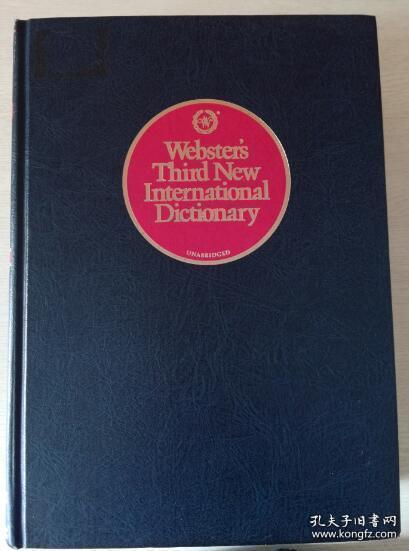 Webster's
Third New
International
Dictionary
UNABRIDGED
孔夫子旧书网
www.kongfz.com